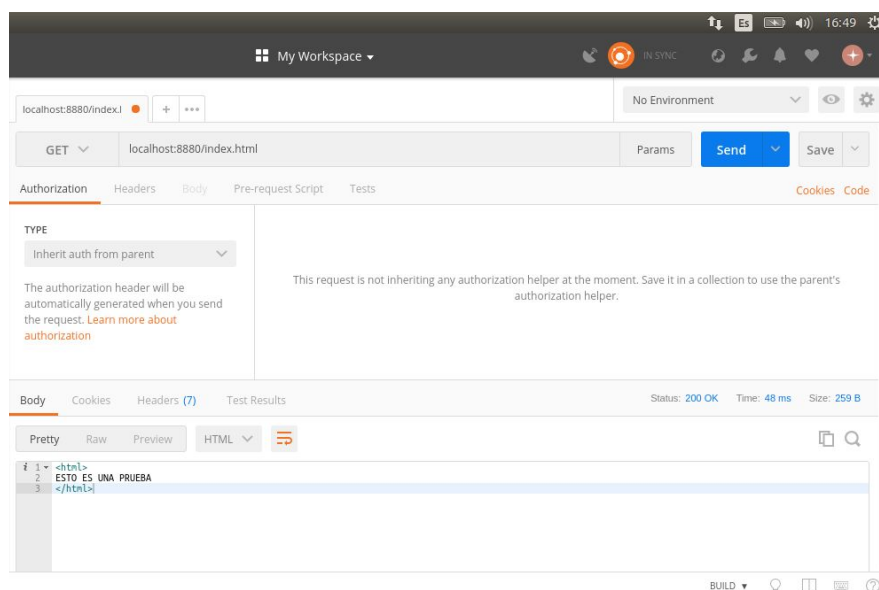 Es 16:49
My Workspace IN SYNC
localhost:8880/index.l + ••• No Environment
GET localhost:8880/index.html Params Send Save
Authorization Headers Body Pre-request Script Tests Cookies Code
TYPE
Inherit auth from parent
The authorization header will be
automatically generated when you send
the request. Learn more about
authorization
This request is not inheriting any authorization helper at the moment. Save it in a collection to use the parent's
authorization helper.
Body Cookies Headers (7) Test Results Status: 200 OK Time: 48 ms Size: 259 B
Pretty Raw Preview HTML
i 1 <html>
2 ESTO ES UNA PRUEBA
3 </html>
BUILD